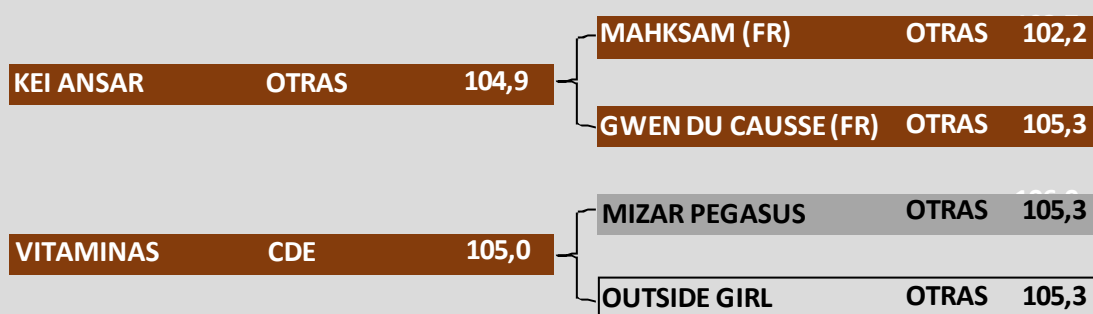 MAHKSAM (FR) OTRAS 102,2
KEI ANSAR OTRAS 104,9
GWEN DU CAUSSE (FR) OTRAS 105,3
MIZAR PEGASUS OTRAS 105,3
VITAMINAS CDE 105,0
OUTSIDE GIRL OTRAS 105,3